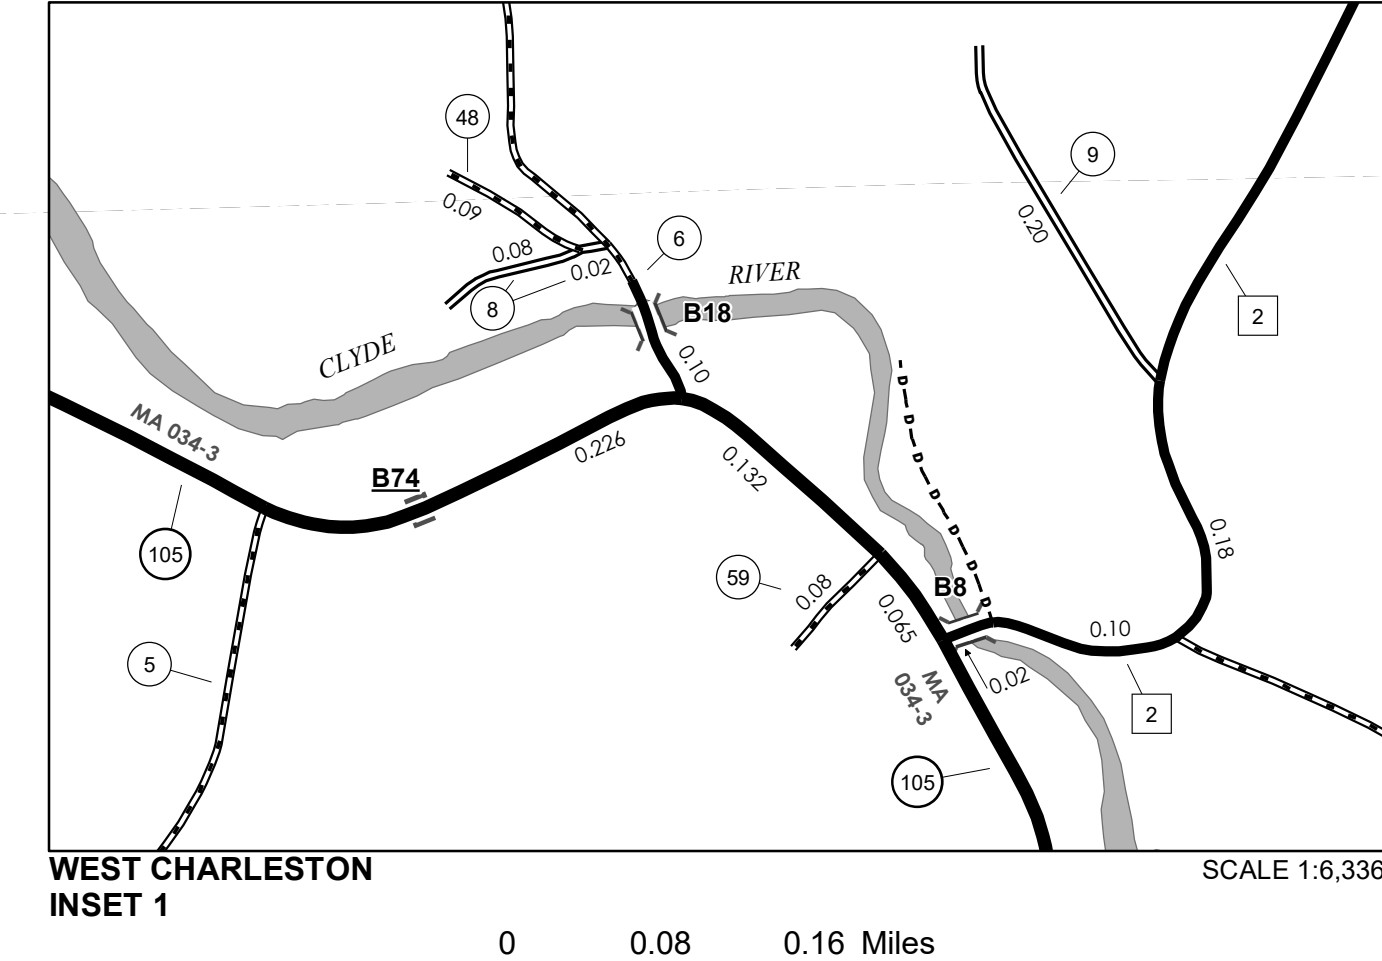 48
9
0.09
0.20
6
0.08
0.02
8
RIVER
B18
2
CLYDE
0.10
MA 034-3
0.226
0.132
B74
D
D
D
D
D
D
D
105
0.18
59
0.08
B8
0.065
0.10
5
MA
034-3
0.02
2
105
WEST CHARLESTON
INSET 1
SCALE 1:6,336
0 0.08 0.16 Miles